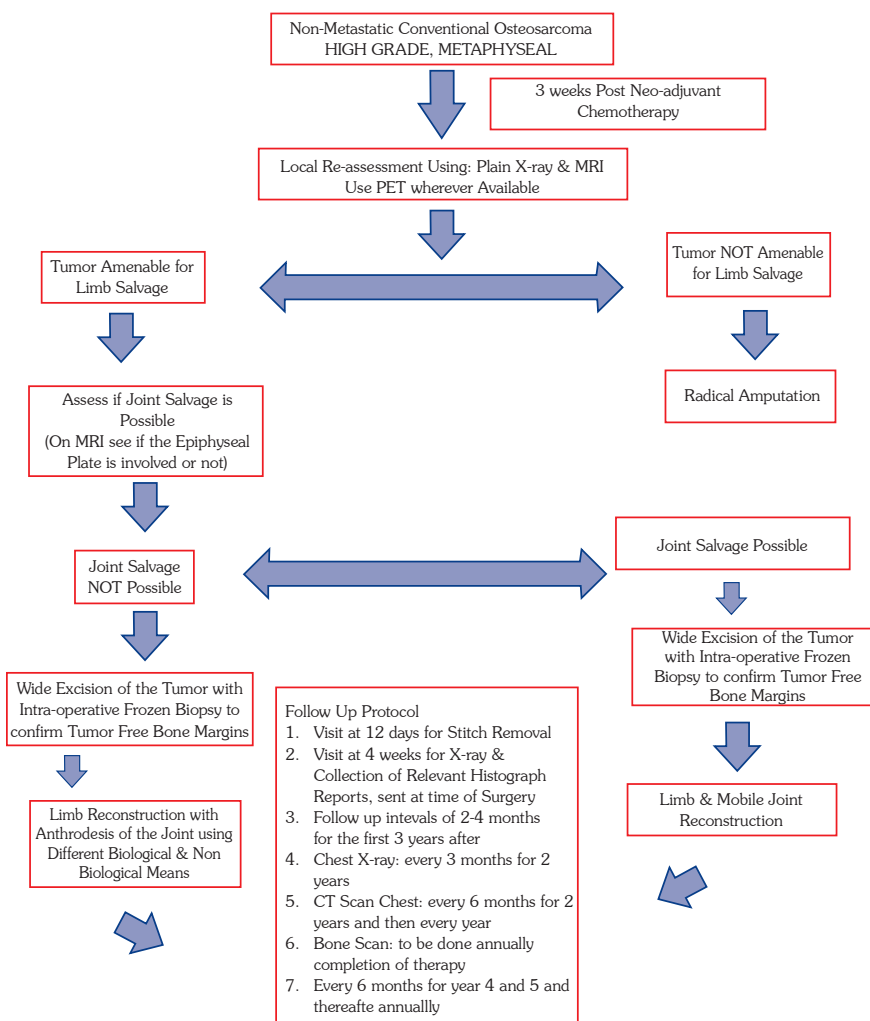 Non-Metastatic Conventional Osteosarcoma
HIGH GRADE, METAPHYSEAL
3 weeks Post Neo-adjuvant
Chemotherapy
Local Re-assessment Using: Plain X-ray & MRI
Use PET wherever Available
Tumor Amenable for
Limb Salvage
Tumor NOT Amenable
for Limb Salvage
Assess if Joint Salvage is
Possible
(On MRI see if the Epiphyseal
Plate is involved or not)
Radical Amputation
Joint Salvage
NOT Possible
Joint Salvage Possible
Wide Excision of the Tumor with
Intra-operative Frozen Biopsy to
confirm Tumor Free Bone Margins
Wide Excision of the Tumor
with Intra-operative Frozen
Biopsy to confirm Tumor Free
Bone Margins
Limb Reconstruction with
Anthrodesis of the Joint using
Different Biological & Non
Biological Means
Limb & Mobile Joint
Reconstruction
Follow Up Protocol
1. Visit at 12 days for Stitch Removal
2. Visit at 4 weeks for X-ray &
Collection of Relevant Histograph
Reports, sent at time of Surgery
3. Follow up intevals of 2-4 months
for the first 3 years after
4. Chest X-ray: every 3 months for 2
years
5. CT Scan Chest: every 6 months for 2
years and then every year
6. Bone Scan: to be done annually
completion of therapy
7. Every 6 months for year 4 and 5 and
thereafte annuallly